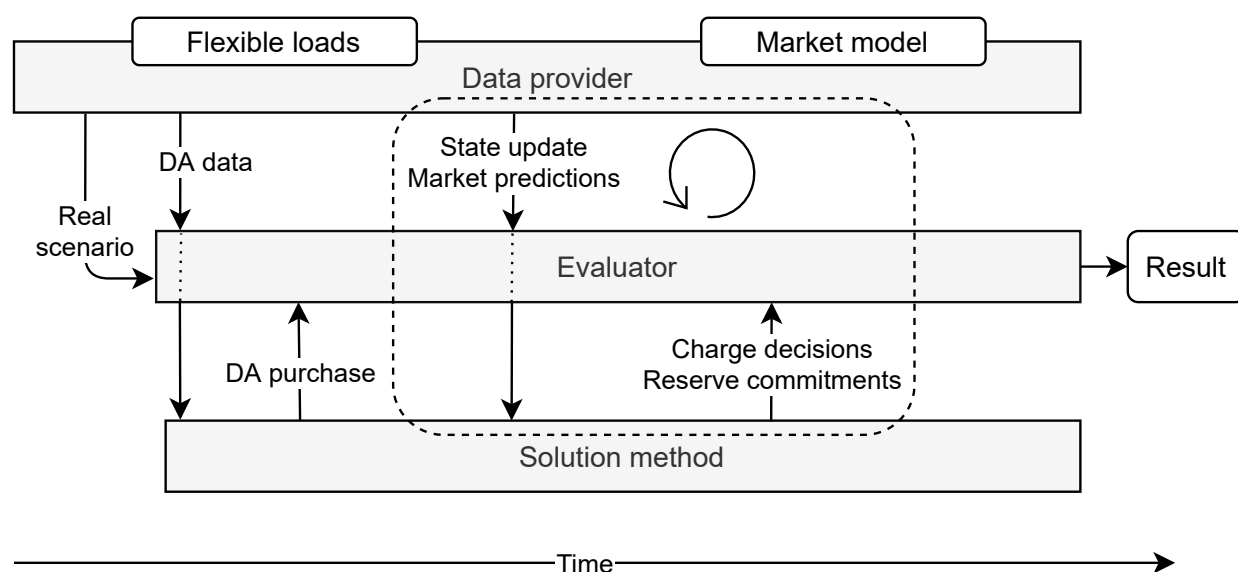 Flexible loads
Market model
Data provider
DA data
State update
Market predictions
Real
scenario
Evaluator
Result
DA purchase
Charge decisions
Reserve commitments
Solution method
Time